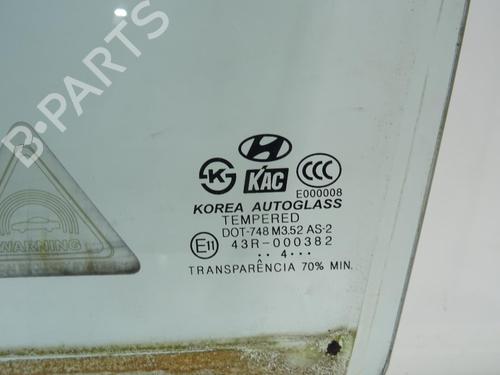 KAC
CCC
E000008
KOREA AUTOGLASS
TEMPERED
DOT-748 M3.52 AS-2
E11 43R-000382
·· 4 ···
TRANSPARÊNCIA 70% MIN.
WARNING
B-PARTS